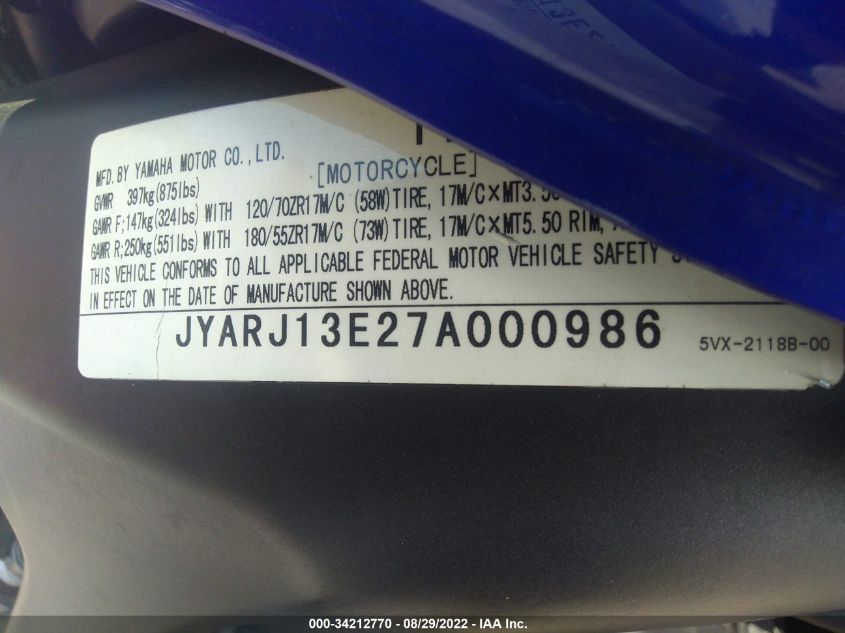 MFD. BY YAMAHA MOTOR CO., LTD.
[MOTORCYCLE]
GVWR 397kg(875lbs)
GAWR F;147kg(324lbs) WITH 120/70ZR17M/C (58W)TIRE, 17M/C×MT3.50
GAWR R;250kg(551lbs) WITH 180/55ZR17M/C (73W)TIRE, 17M/C×MT5.50 RIM,
THIS VEHICLE CONFORMS TO ALL APPLICABLE FEDERAL MOTOR VEHICLE SAFETY
IN EFFECT ON THE DATE OF MANUFACTURE SHOWN ABOVE.
JYARJ13E27A000986
5VX-2118B-00
000-34212770 - 08/29/2022 - IAA Inc.